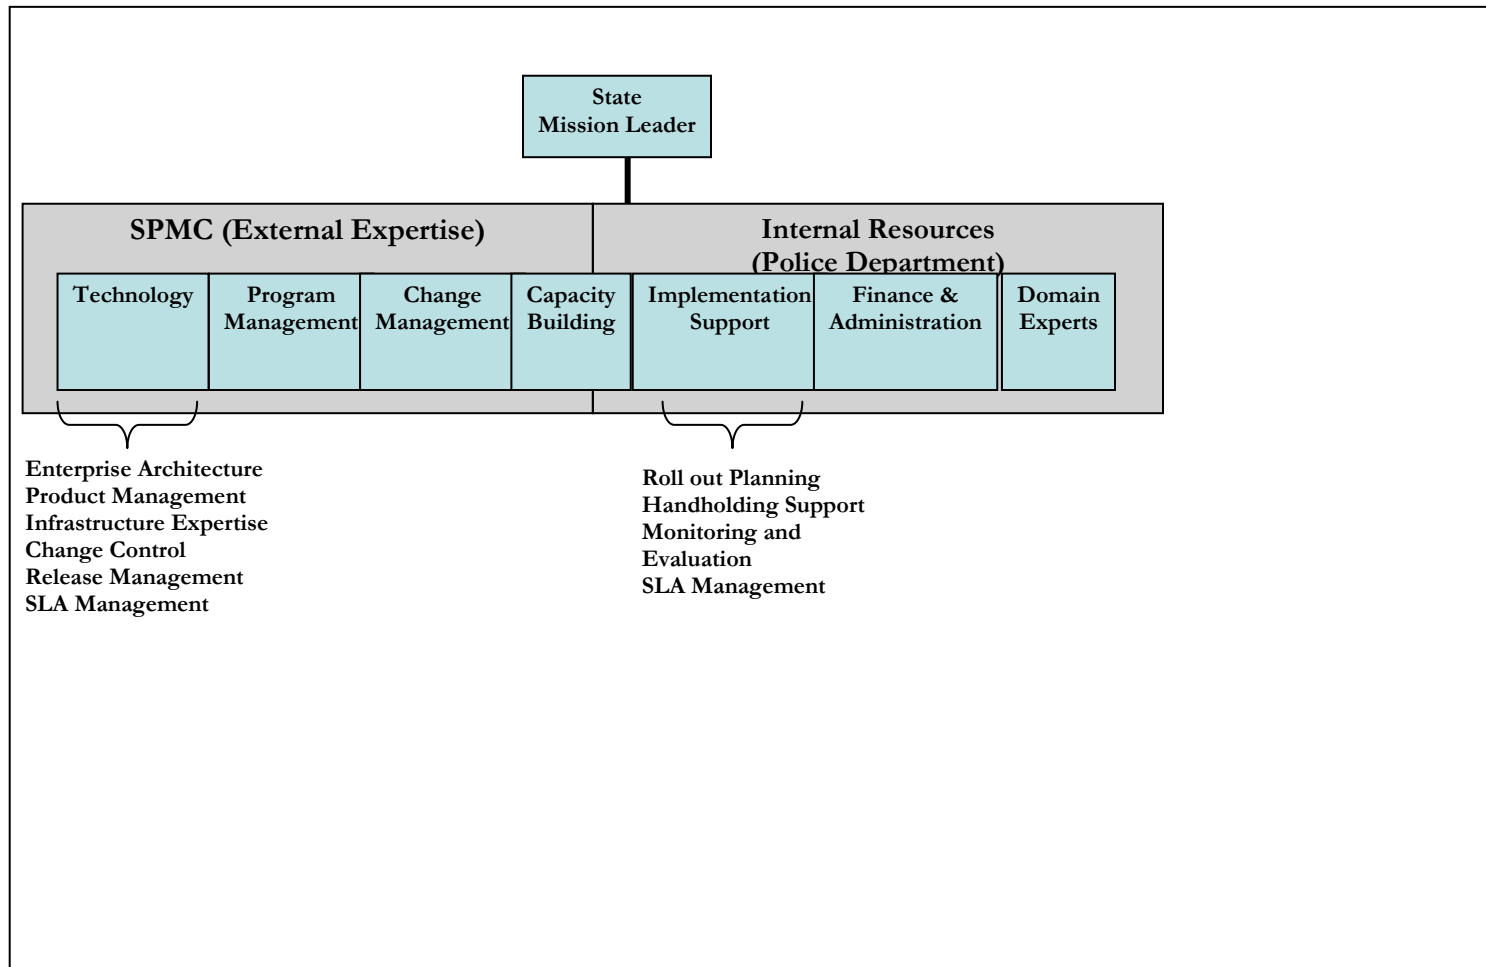 State
Mission Leader
SPMC (External Expertise)
Internal Resources
(Police Department)
Technology
Program
Management
Change
Management
Capacity
Building
Implementation
Support
Finance &
Administration
Domain
Experts
Enterprise Architecture
Product Management
Infrastructure Expertise
Change Control
Release Management
SLA Management
Roll out Planning
Handholding Support
Monitoring and
Evaluation
SLA Management